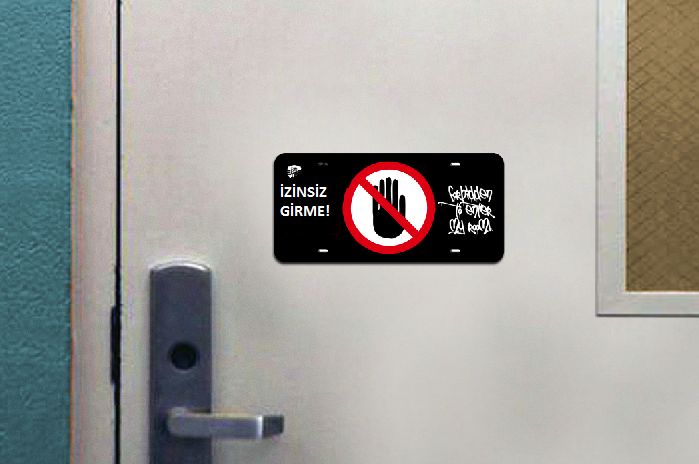 İZİNSİZ
GİRME!
forbidden
to enter
my room